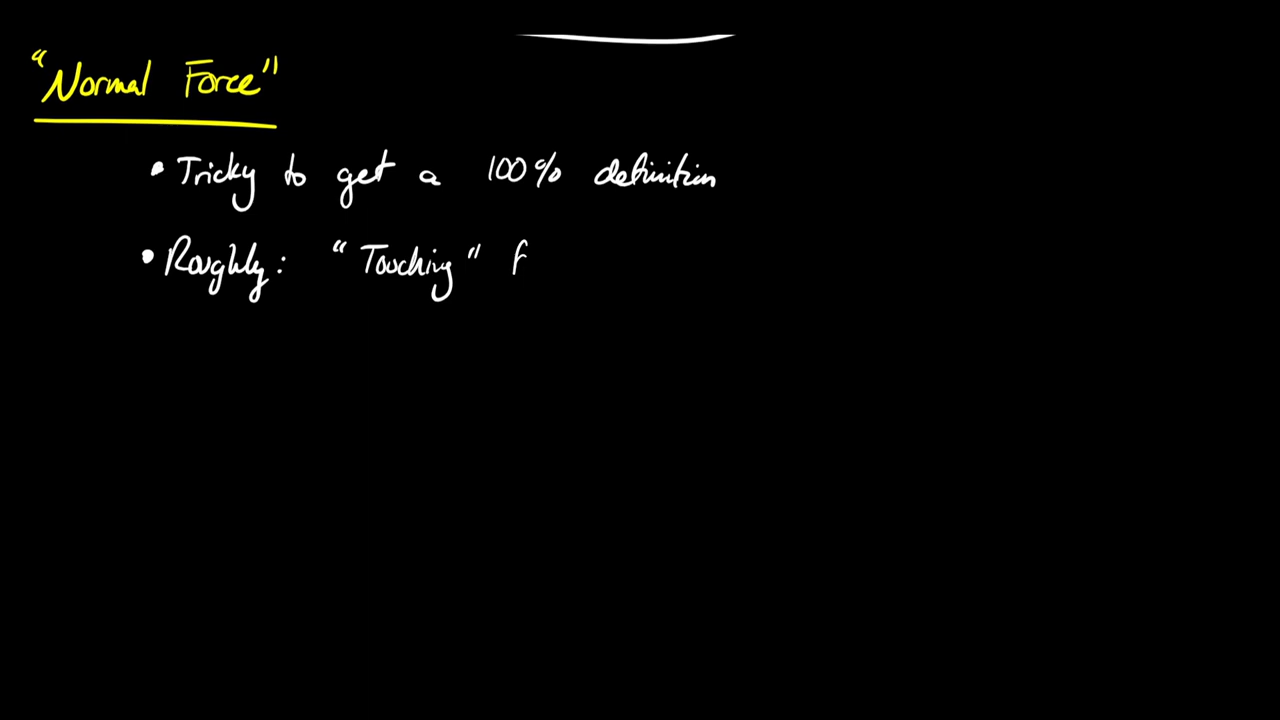 "Normal Force"
• Tricky to get a 100% definition
• Roughly: "Touching" f